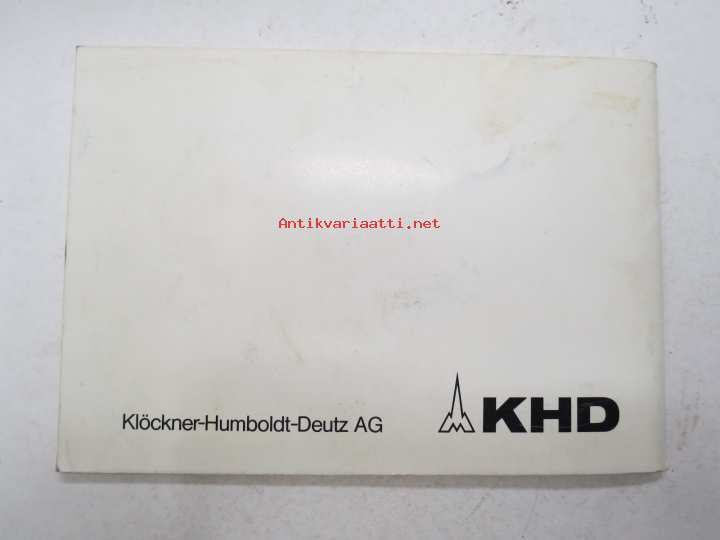 Antikvariaatti.net
Klöckner-Humboldt-Deutz AG
KHD